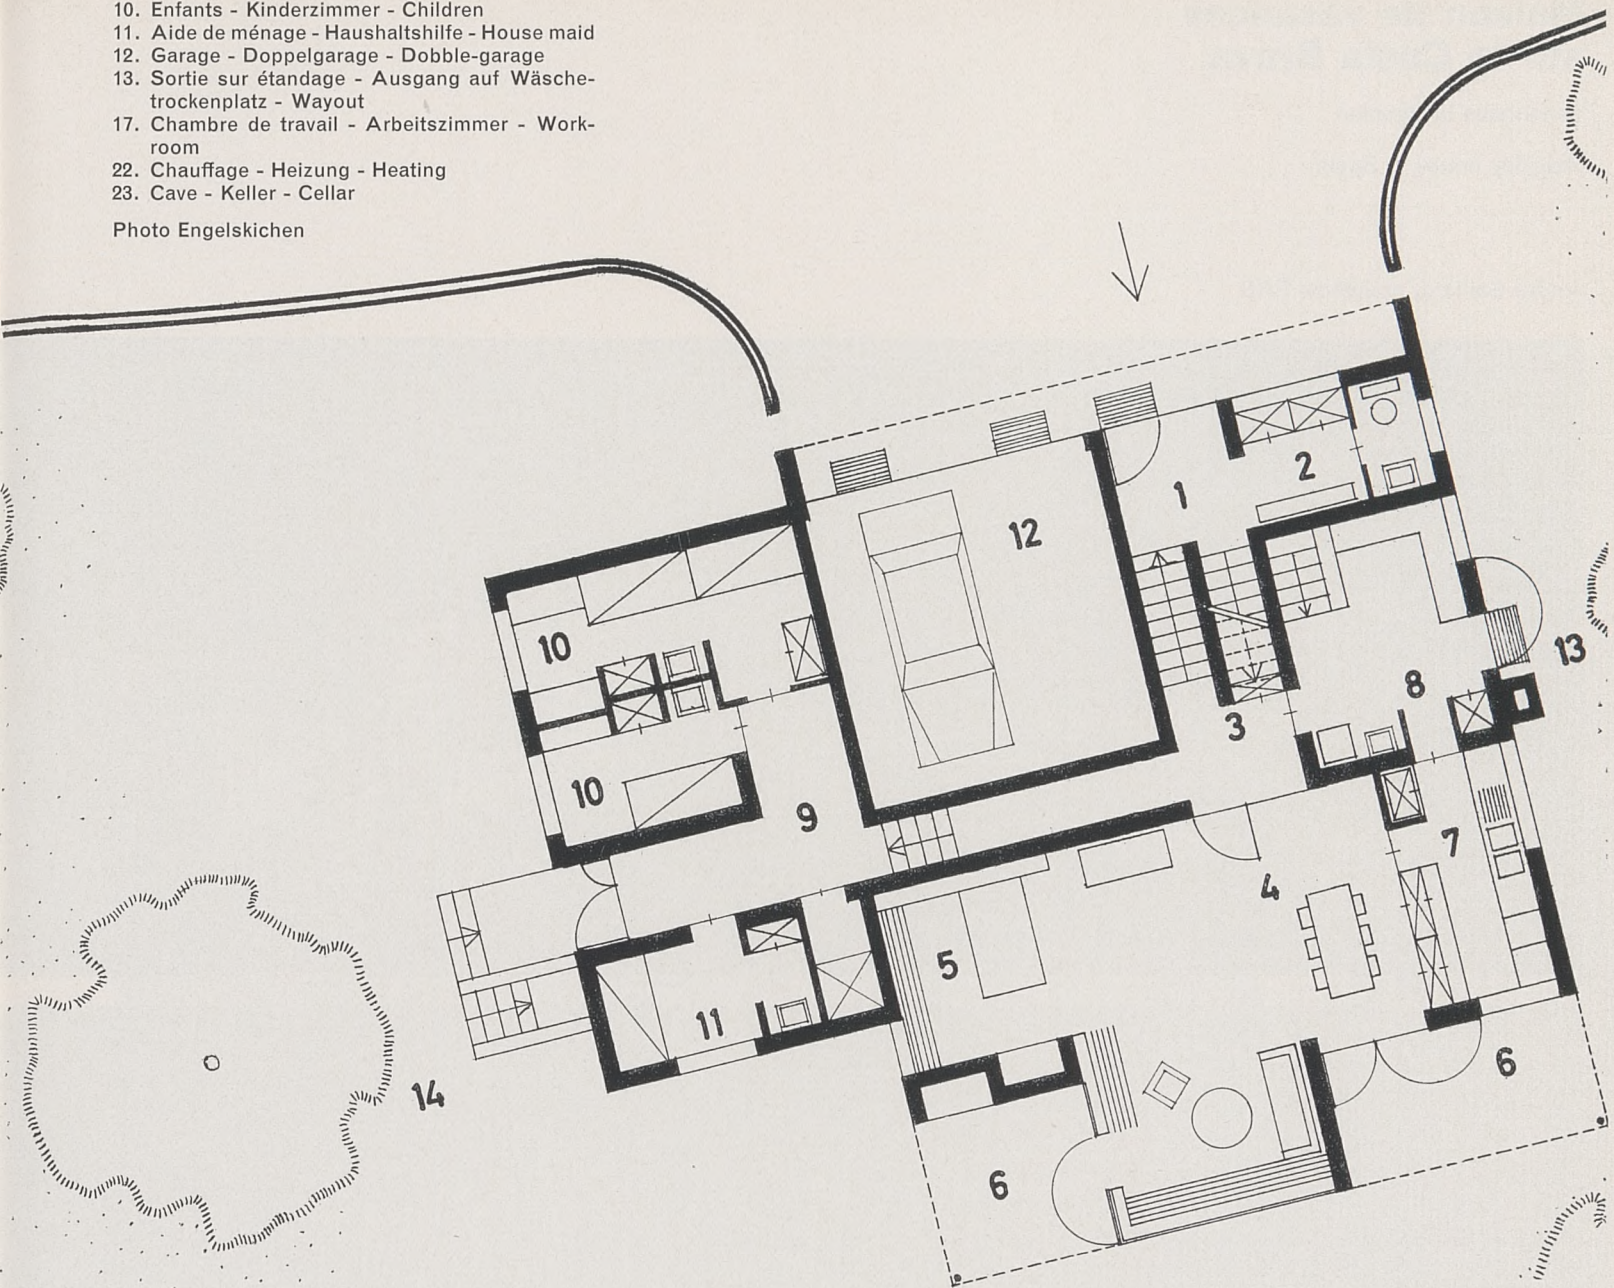 10. Enfants - Kinderzimmer - Children
11. Aide de ménage - Haushaltshilfe - House maid
12. Garage - Doppelgarage - Dobble-garage
13. Sortie sur étandage - Ausgang auf Wäsche-
trockenplatz - Wayout
17. Chambre de travail - Arbeitszimmer - Work-
room
22. Chauffage - Heizung - Heating
23. Cave - Keller - Cellar
Photo Engelskichen
2
1
12
10
13
8
3
10
9
7
4
5
11
6
14
6